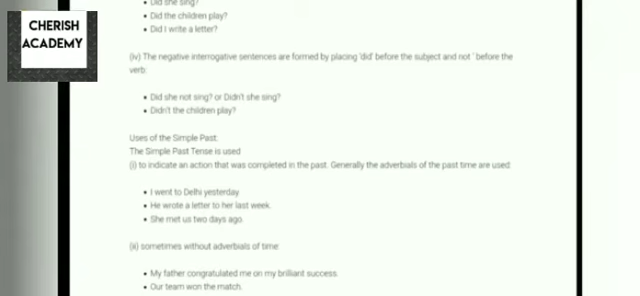 CHERISH
ACADEMY
• Did she sing?
• Did the children play?
• Did I write a letter?
(iv) The negative interrogative sentences are formed by placing 'did' before the subject and not ' before the
verb:
• Did she not sing? or Didn't she sing?
• Didn't the children play?
Uses of the Simple Past:
The Simple Past Tense is used
(i) to indicate an action that was completed in the past. Generally the adverbials of the past time are used:
• I went to Delhi yesterday
• He wrote a letter to her last week.
• She met us two days ago.
(ii) sometimes without adverbials of time:
• My father congratulated me on my brilliant success.
• Our team won the match.